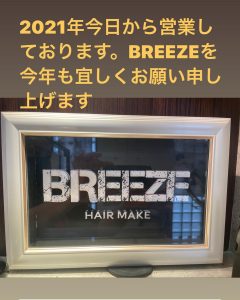 2021年今日から営業し
ております。BREEZEを
今年も宜しくお願い申し
上げます
BREEZE
HAIR MAKE